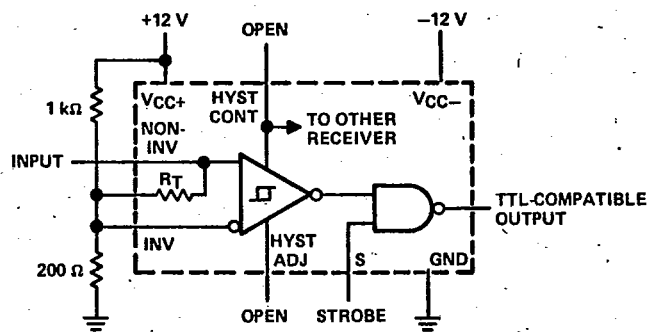 +12 V
OPEN
−12 V
1 kΩ
VCC+
HYST
CONT
VCC−
NON-
INV
TO OTHER
RECEIVER
INPUT
RT
TTL-COMPATIBLE
OUTPUT
INV
HYST
ADJ
S
GND
200 Ω
OPEN
STROBE